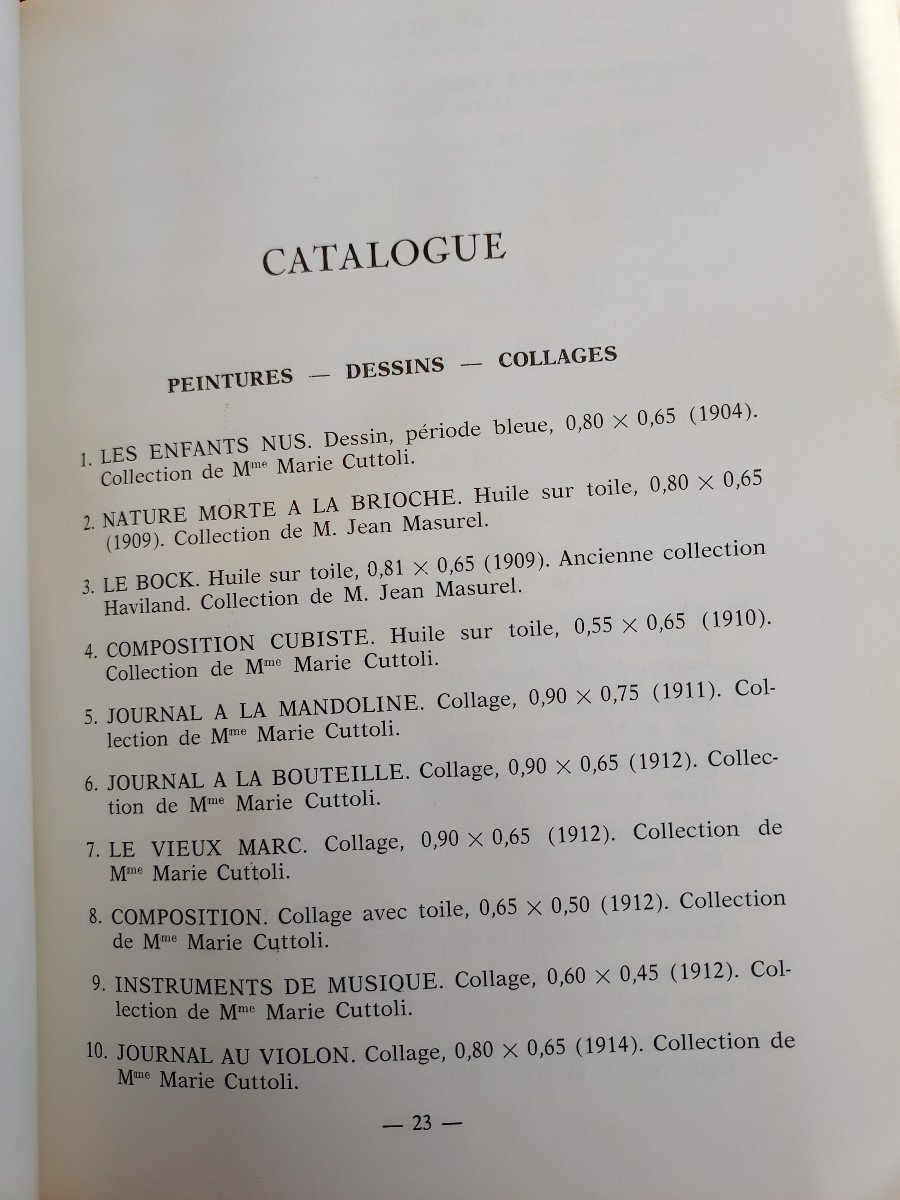 CATALOGUE
PEINTURES — DESSINS — COLLAGES
1. LES ENFANTS NUS. Dessin, période bleue, 0,80 × 0,65 (1904).
Collection de Mme Marie Cuttoli.
2. NATURE MORTE A LA BRIOCHE. Huile sur toile, 0,80 × 0,65
(1909). Collection de M. Jean Masurel.
3. LE BOCK. Huile sur toile, 0,81 × 0,65 (1909). Ancienne collection
Haviland. Collection de M. Jean Masurel.
4. COMPOSITION CUBISTE. Huile sur toile, 0,55 × 0,65 (1910).
Collection de Mme Marie Cuttoli.
5. JOURNAL A LA MANDOLINE. Collage, 0,90 × 0,75 (1911). Col-
lection de Mme Marie Cuttoli.
6. JOURNAL A LA BOUTEILLE. Collage, 0,90 × 0,65 (1912). Collec-
tion de Mme Marie Cuttoli.
7. LE VIEUX MARC. Collage, 0,90 × 0,65 (1912). Collection de
Mme Marie Cuttoli.
8. COMPOSITION. Collage avec toile, 0,65 × 0,50 (1912). Collection
de Mme Marie Cuttoli.
9. INSTRUMENTS DE MUSIQUE. Collage, 0,60 × 0,45 (1912). Col-
lection de Mme Marie Cuttoli.
10. JOURNAL AU VIOLON. Collage, 0,80 × 0,65 (1914). Collection de
Mme Marie Cuttoli.
— 23 —